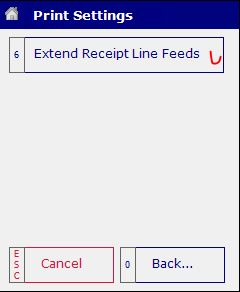 Print Settings
6 Extend Receipt Line Feeds
ESC Cancel
0 Back...